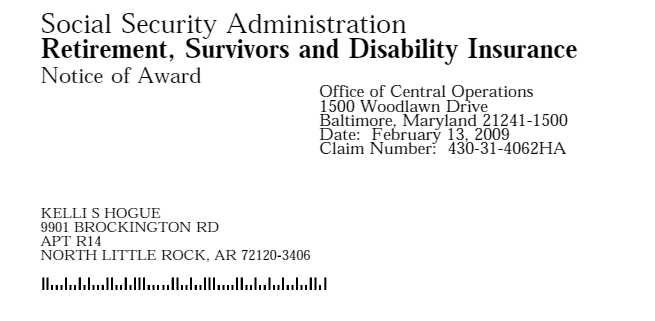 Social Security Administration
Retirement, Survivors and Disability Insurance
Notice of Award
Office of Central Operations
1500 Woodlawn Drive
Baltimore, Maryland 21241-1500
Date: February 13, 2009
Claim Number: 430-31-4062HA
KELLI S HOGUE
9901 BROCKINGTON RD
APT R14
NORTH LITTLE ROCK, AR 72120-3406